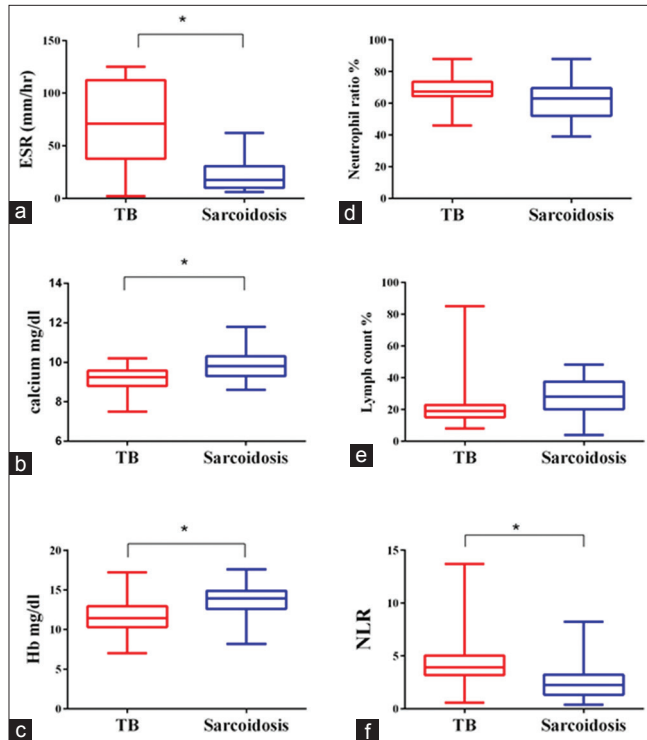 *
150
100
50
0
ESR (mm/hr)
TB Sarcoidosis
a
100
80
60
40
20
0
Neutrophil ratio %
TB Sarcoidosis
d
*
14
12
10
8
6
calcium mg/dl
TB Sarcoidosis
b
100
80
60
40
20
0
Lymph count %
TB Sarcoidosis
e
*
20
15
10
5
0
Hb mg/dl
TB Sarcoidosis
c
*
15
10
5
0
NLR
TB Sarcoidosis
f